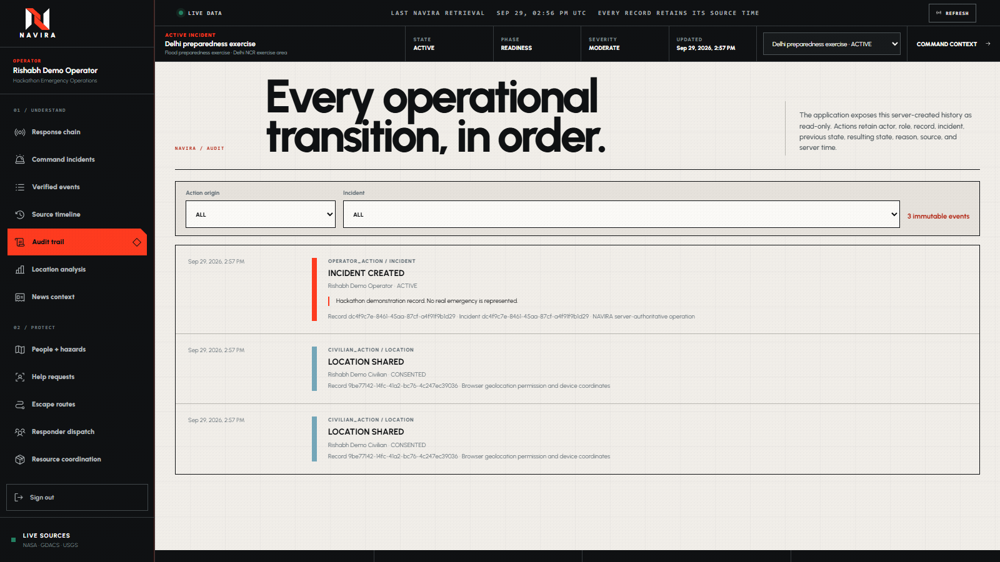 NAVIRA
OPERATOR
Rishabh Demo Operator
Hackathon Emergency Operations
01 / UNDERSTAND
Response chain
Command incidents
Verified events
Source timeline
Audit trail
Location analysis
News context
02 / PROTECT
People + hazards
Help requests
Escape routes
Responder dispatch
Resource coordination
Sign out
LIVE SOURCES
NASA · GDACS · USGS
LIVE DATA
LAST NAVIRA RETRIEVAL SEP 29, 02:56 PM UTC EVERY RECORD RETAINS ITS SOURCE TIME
REFRESH
ACTIVE INCIDENT
Delhi preparedness exercise
Flood preparedness exercise · Delhi NCR exercise area
STATE
ACTIVE
PHASE
READINESS
SEVERITY
MODERATE
UPDATED
Sep 29, 2026, 2:57 PM
Delhi preparedness exercise · ACTIVE
COMMAND CONTEXT →
NAVIRA / AUDIT
Every operational
transition, in order.
The application exposes this server-created history as
read-only. Actions retain actor, role, record, incident,
previous state, resulting state, reason, source, and
server time.
Action origin
ALL
Incident
ALL
3 immutable events
Sep 29, 2026, 2:57 PM
OPERATOR_ACTION / INCIDENT
INCIDENT CREATED
Rishabh Demo Operator · ACTIVE
Hackathon demonstration record. No real emergency is represented.
Record dc4f9c7e-8461-45aa-87cf-a4f91f9b1d29 · Incident dc4f9c7e-8461-45aa-87cf-a4f91f9b1d29 · NAVIRA server-authoritative operation
Sep 29, 2026, 2:57 PM
CIVILIAN_ACTION / LOCATION
LOCATION SHARED
Rishabh Demo Civilian · CONSENTED
Record 9be77142-14fc-41a2-bc76-4c247ec39036 · Browser geolocation permission and device coordinates
Sep 29, 2026, 2:57 PM
CIVILIAN_ACTION / LOCATION
LOCATION SHARED
Rishabh Demo Civilian · CONSENTED
Record 9be77142-14fc-41a2-bc76-4c247ec39036 · Browser geolocation permission and device coordinates